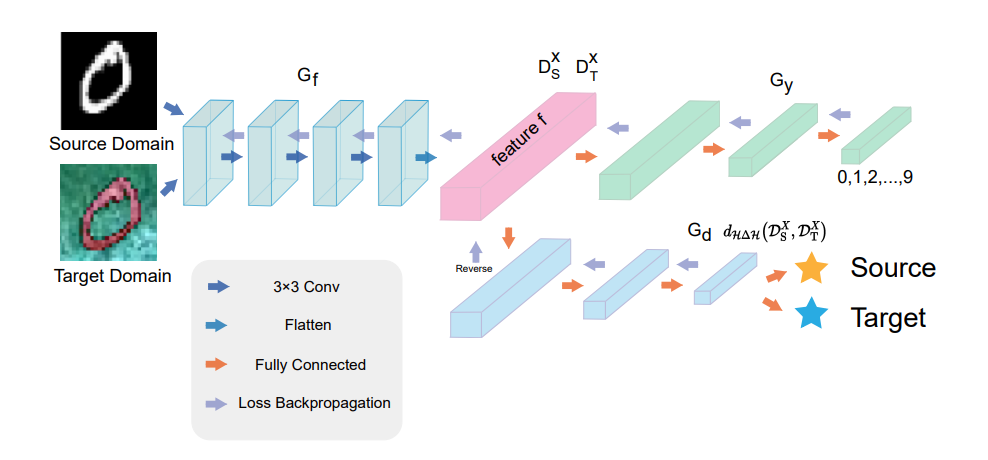 Source Domain
Target Domain
G_f
D_S^X D_T^X
feature f
G_y
0,1,2,...,9
Reverse
G_d d_{ℋΔℋ}(𝒟_S^X, 𝒟_T^X)
Source
Target
3×3 Conv
Flatten
Fully Connected
Loss Backpropagation